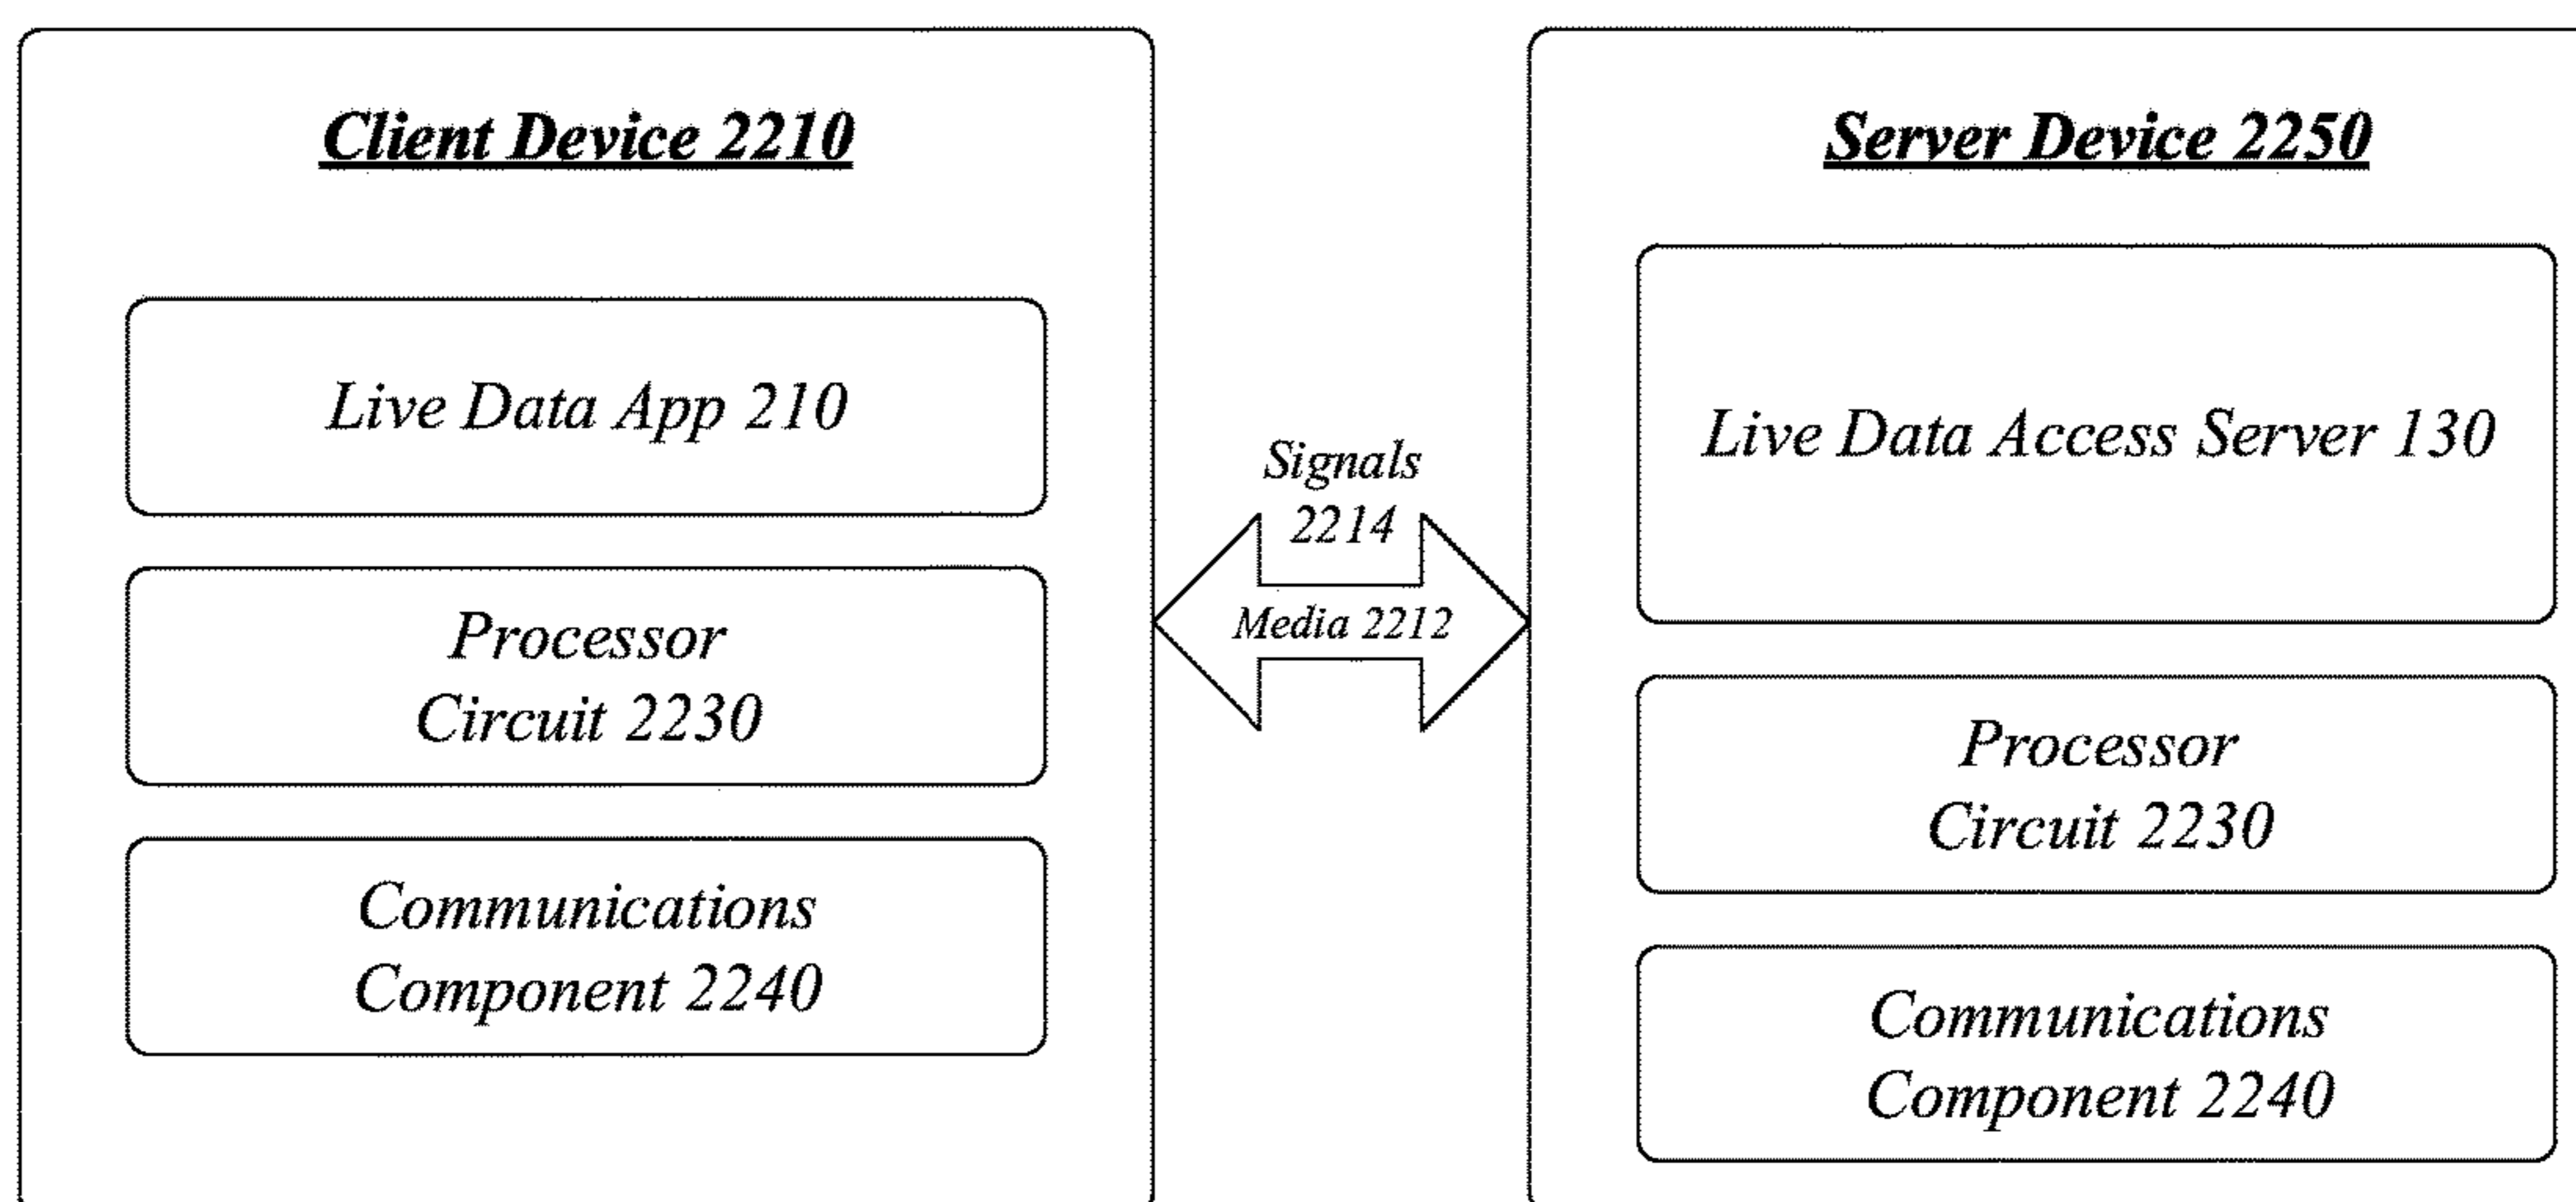 Client Device 2210
Live Data App 210
Processor
Circuit 2230
Communications
Component 2240
Signals
2214
Media 2212
Server Device 2250
Live Data Access Server 130
Processor
Circuit 2230
Communications
Component 2240